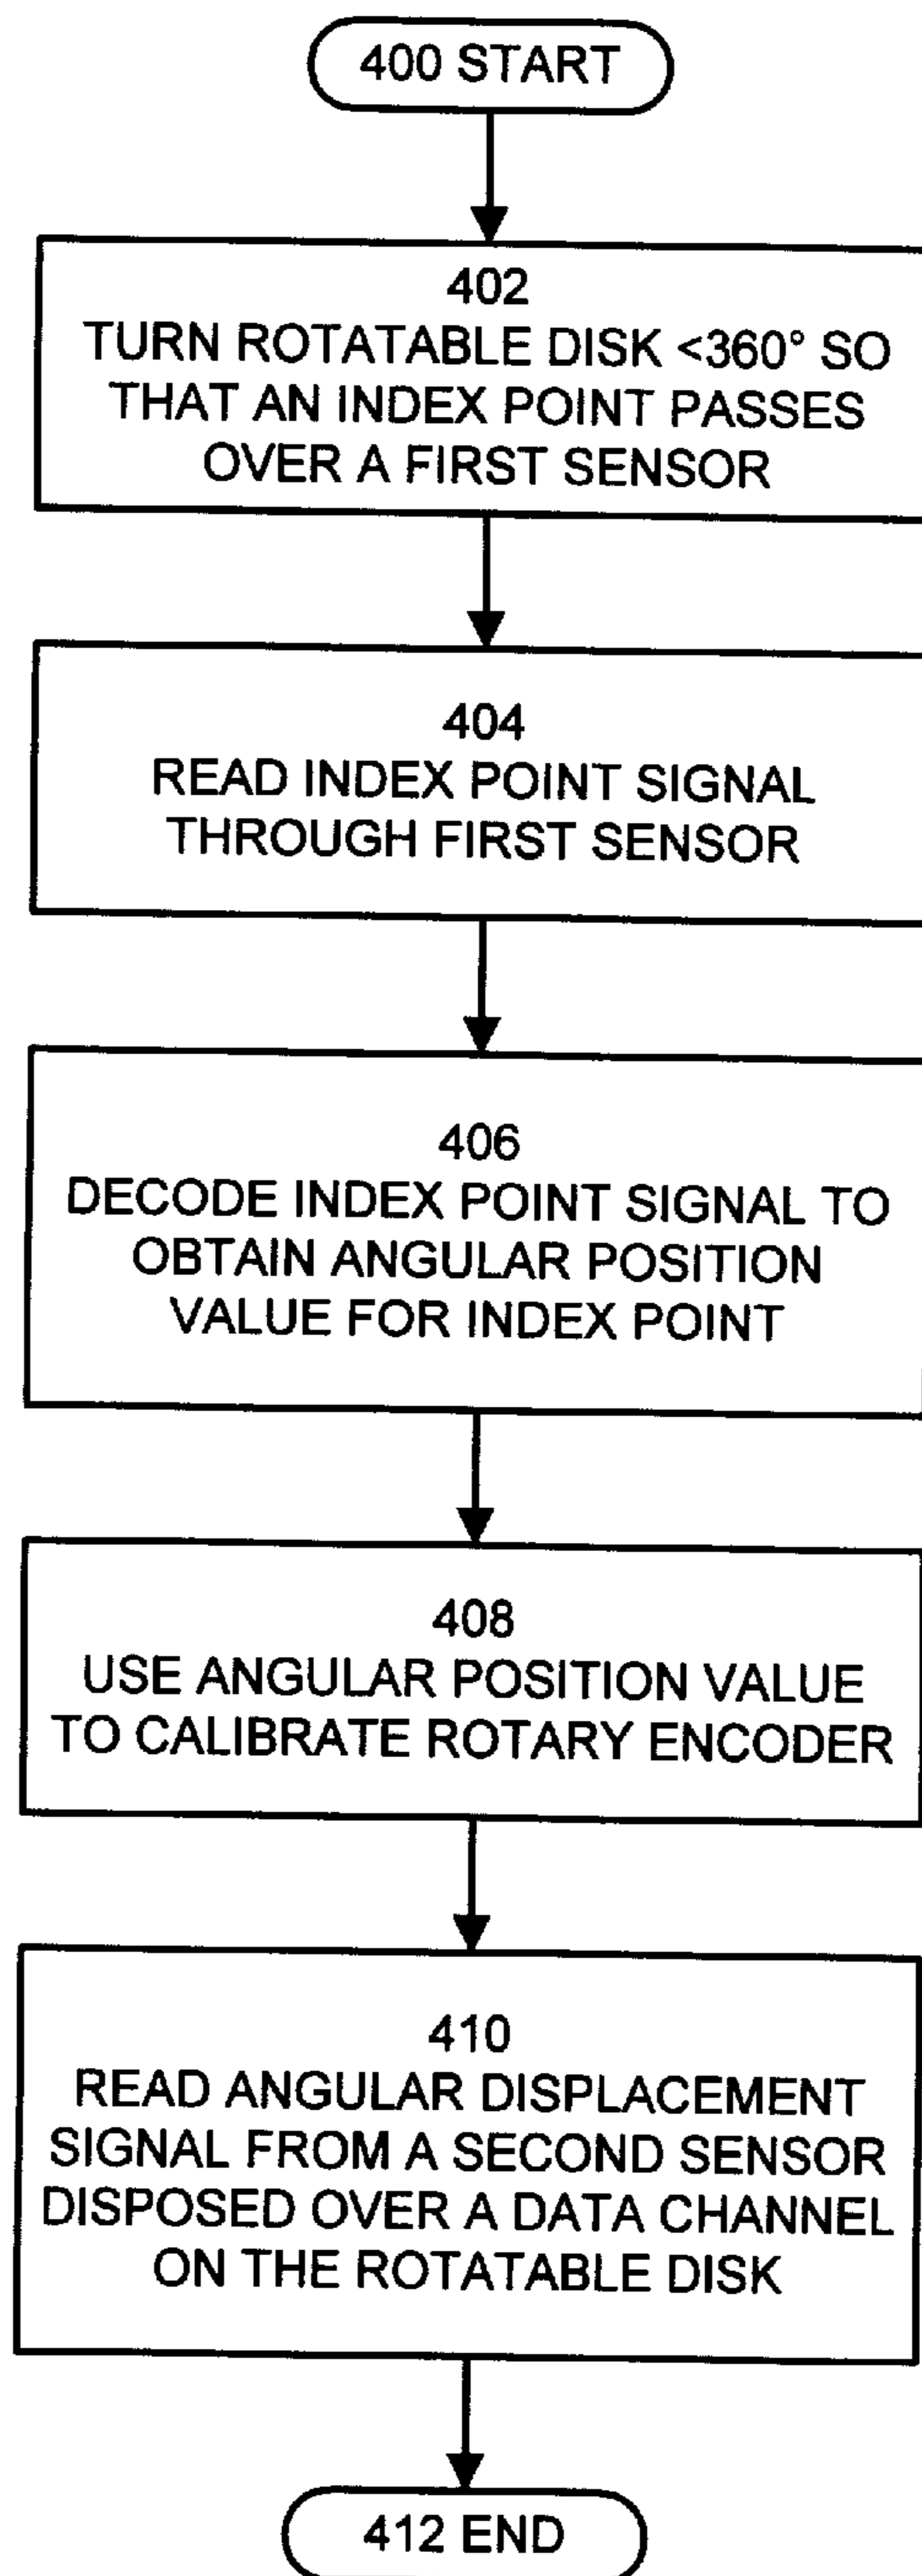 400 START
402
TURN ROTATABLE DISK <360° SO
THAT AN INDEX POINT PASSES
OVER A FIRST SENSOR
404
READ INDEX POINT SIGNAL
THROUGH FIRST SENSOR
406
DECODE INDEX POINT SIGNAL TO
OBTAIN ANGULAR POSITION
VALUE FOR INDEX POINT
408
USE ANGULAR POSITION VALUE
TO CALIBRATE ROTARY ENCODER
410
READ ANGULAR DISPLACEMENT
SIGNAL FROM A SECOND SENSOR
DISPOSED OVER A DATA CHANNEL
ON THE ROTATABLE DISK
412 END